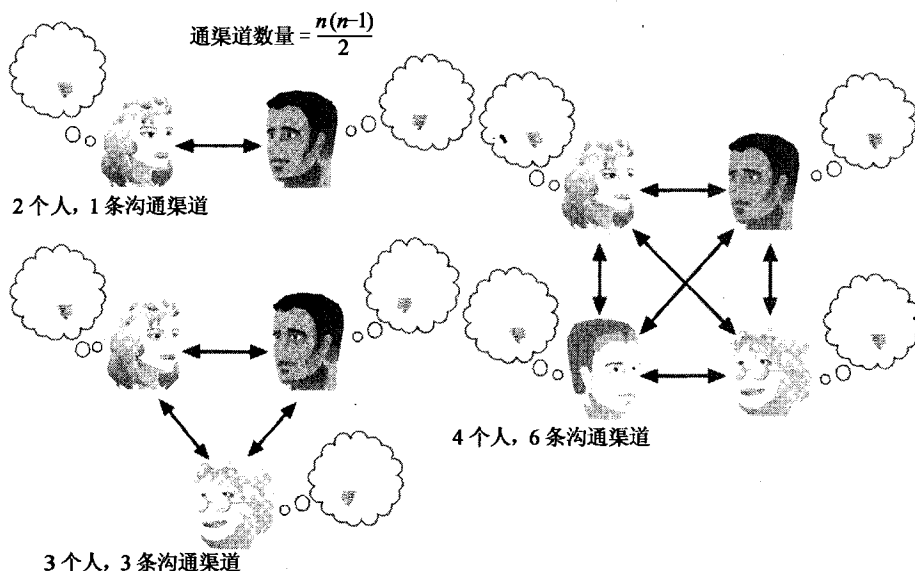 通渠道数量 = n(n-1)/2
2 个人，1 条沟通渠道
4 个人，6 条沟通渠道
3 个人，3 条沟通渠道